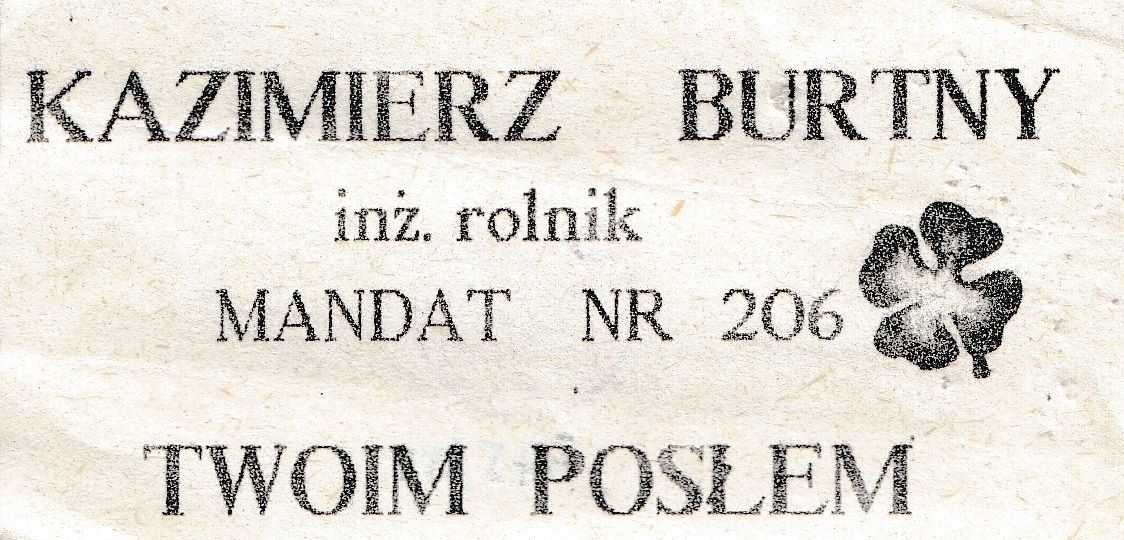 KAZIMIERZ BURTNY
inż. rolnik
MANDAT NR 206
TWOIM POSŁEM